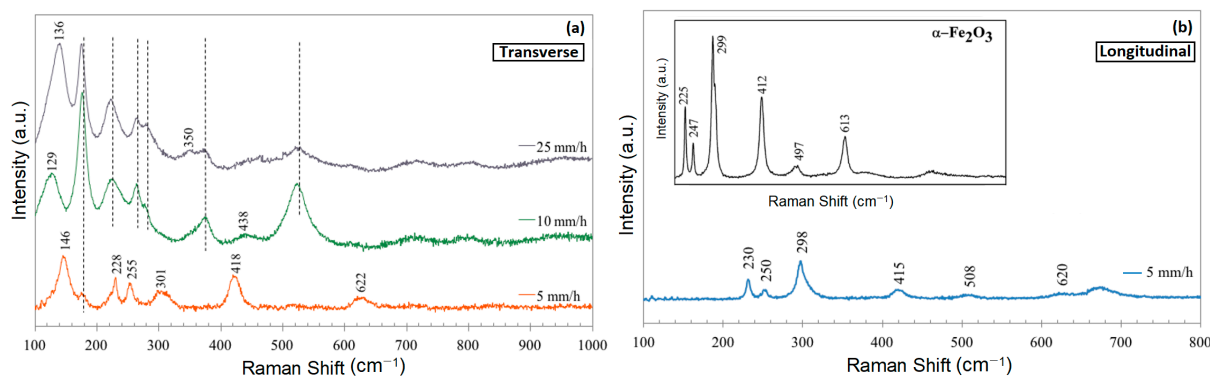 (a)
Transverse
136
350
25 mm/h
129
438
10 mm/h
146
228
255
301
418
622
5 mm/h
Intensity (a.u.)
100 200 300 400 500 600 700 800 900 1000
Raman Shift (cm⁻¹)
(b)
Longitudinal
α−Fe₂O₃
225
247
299
412
497
613
Intensity (a.u.)
Raman Shift (cm⁻¹)
230
250
298
415
508
620
5 mm/h
Intensity (a.u.)
100 200 300 400 500 600 700 800
Raman Shift (cm⁻¹)